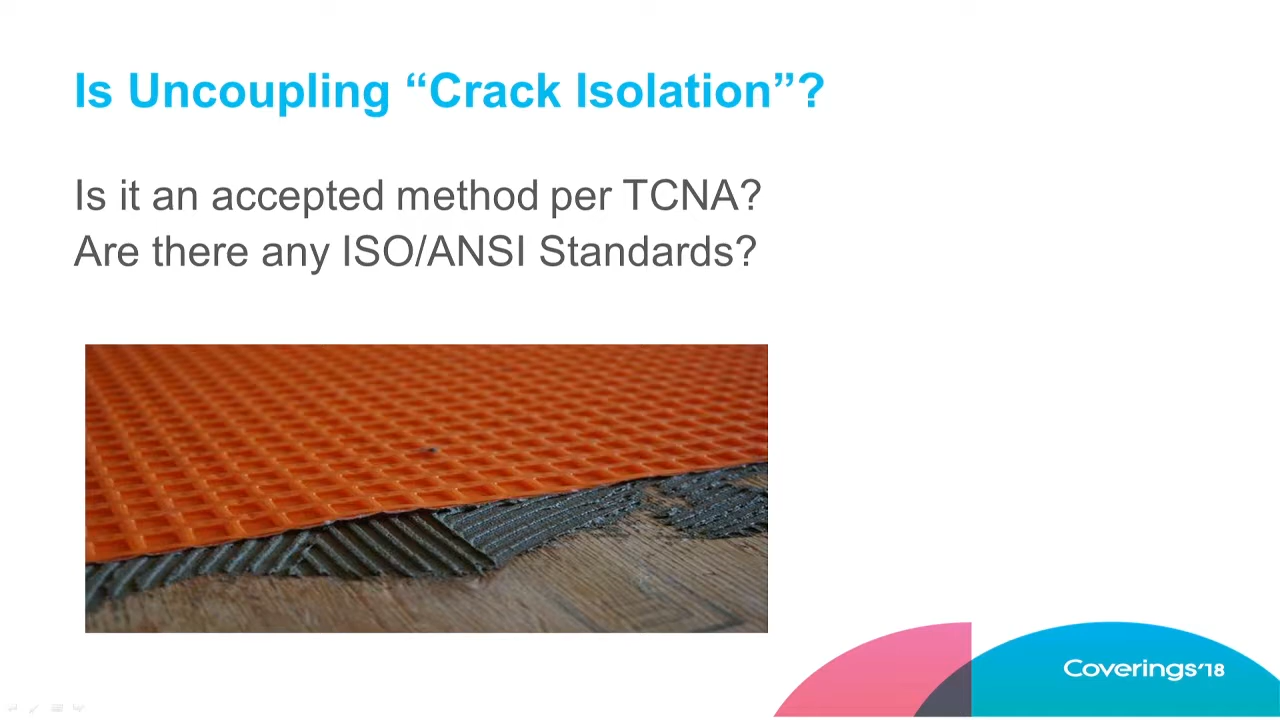 Is Uncoupling “Crack Isolation”?
Is it an accepted method per TCNA?
Are there any ISO/ANSI Standards?
Coverings’18